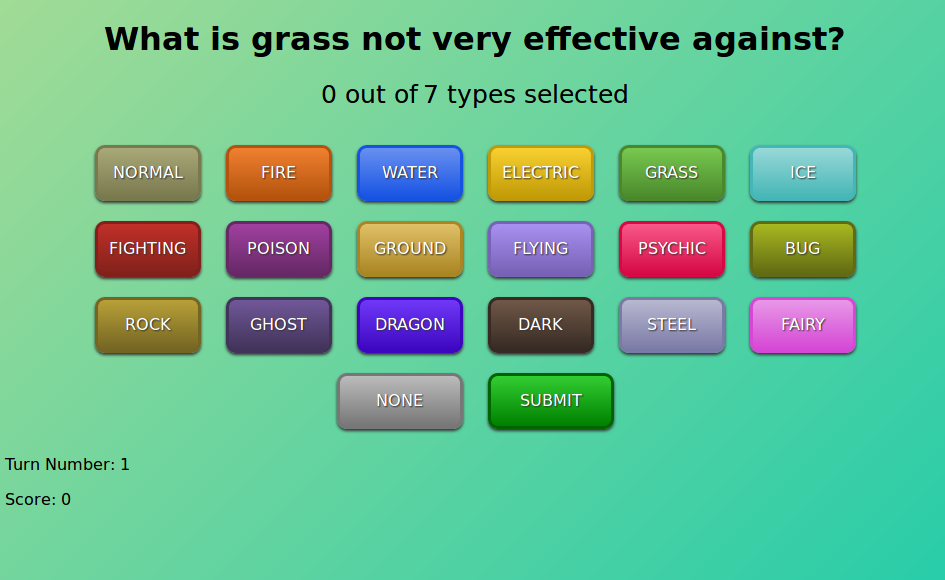 What is grass not very effective against?
0 out of 7 types selected
NORMAL FIRE WATER ELECTRIC GRASS ICE
FIGHTING POISON GROUND FLYING PSYCHIC BUG
ROCK GHOST DRAGON DARK STEEL FAIRY
NONE SUBMIT
Turn Number: 1
Score: 0